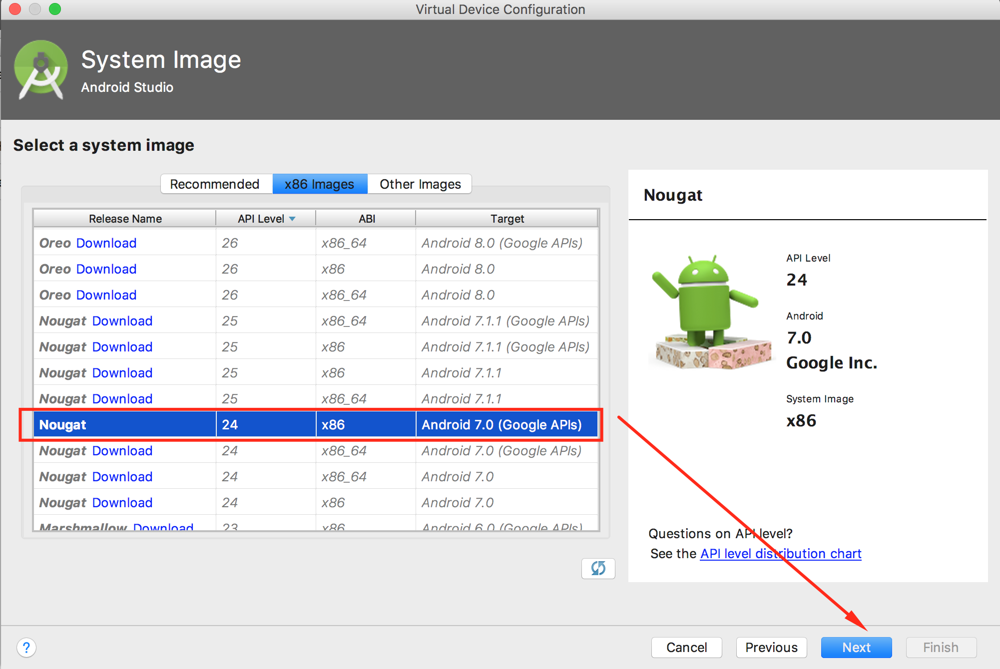 Virtual Device Configuration
System Image
Android Studio
Select a system image
Recommended x86 Images Other Images
Release Name API Level ABI Target
Oreo Download 26 x86_64 Android 8.0 (Google APIs)
Oreo Download 26 x86 Android 8.0
Oreo Download 26 x86_64 Android 8.0
Nougat Download 25 x86_64 Android 7.1.1 (Google APIs)
Nougat Download 25 x86 Android 7.1.1 (Google APIs)
Nougat Download 25 x86 Android 7.1.1
Nougat Download 25 x86_64 Android 7.1.1
Nougat 24 x86 Android 7.0 (Google APIs)
Nougat Download 24 x86_64 Android 7.0 (Google APIs)
Nougat Download 24 x86_64 Android 7.0
Nougat Download 24 x86 Android 7.0
Marshmallow Download 23 x86 Android 6.0 (Google APIs)
Nougat
API Level
24
Android
7.0
Google Inc.
System Image
x86
Questions on API level?
See the API level distribution chart
? Cancel Previous Next Finish